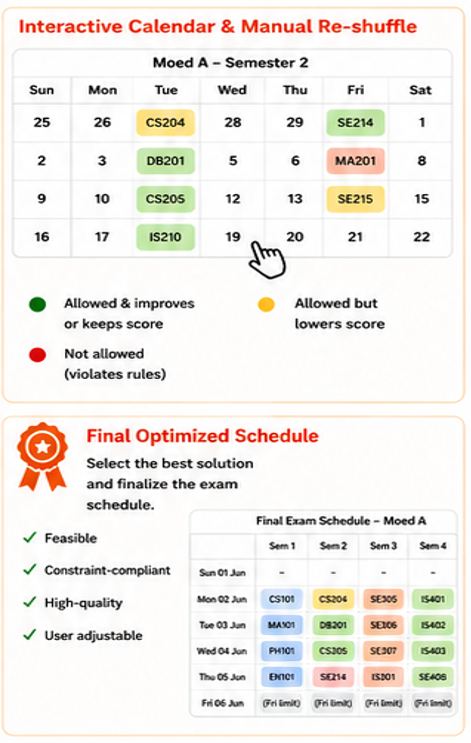 Interactive Calendar & Manual Re-shuffle
Moed A – Semester 2
Sun Mon Tue Wed Thu Fri Sat
25 26 CS204 28 29 SE214 1
2 3 DB201 5 6 MA201 8
9 10 CS205 12 13 SE215 15
16 17 IS210 19 20 21 22
Allowed & improves
or keeps score
Allowed but
lowers score
Not allowed
(violates rules)
Final Optimized Schedule
Select the best solution
and finalize the exam
schedule.
Feasible
Constraint-compliant
High-quality
User adjustable
Final Exam Schedule – Moed A
Sem 1 Sem 2 Sem 3 Sem 4
Sun 01 Jun – – – –
Mon 02 Jun CS101 CS204 SE305 IS401
Tue 03 Jun MA101 DB201 SE306 IS402
Wed 04 Jun PH101 CS205 SE307 IS403
Thu 05 Jun EN101 SE214 IS301
Fri 06 Jun (Fri limit) (Fri limit) (Fri limit) (Fri limit)